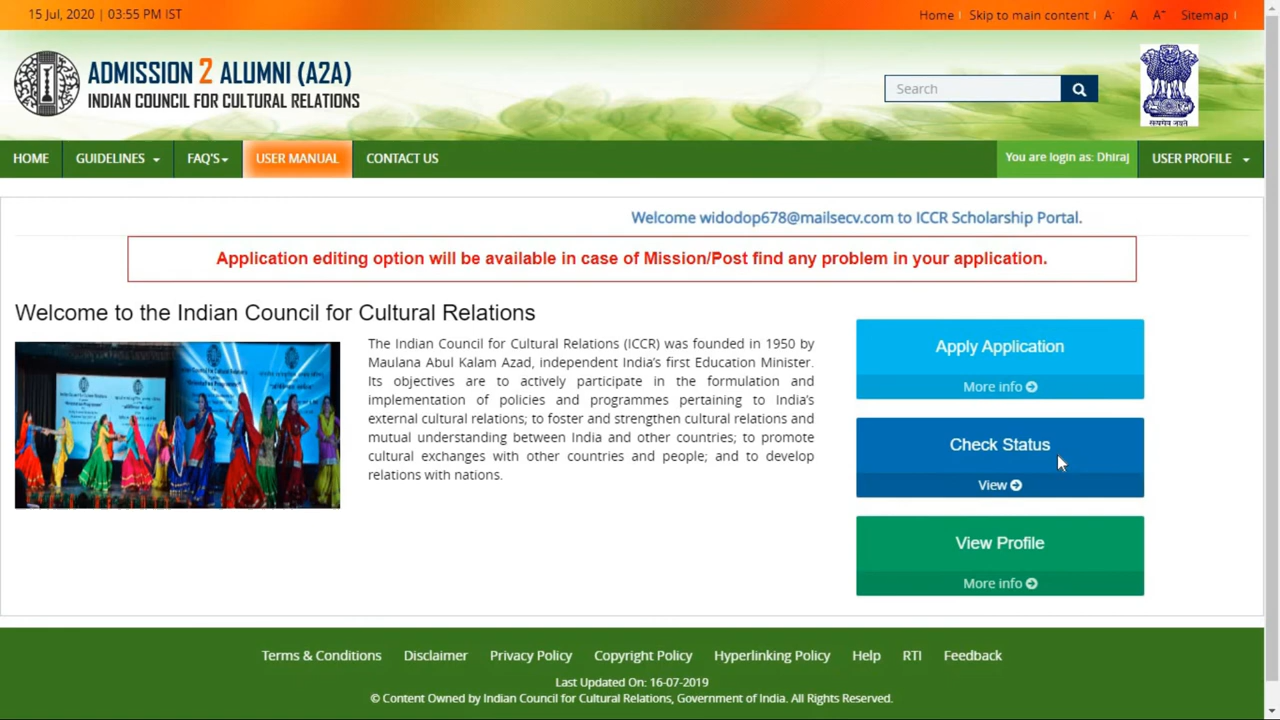 15 Jul, 2020 | 03:55 PM IST
Home
Skip to main content
A-
A
A+
Sitemap
ADMISSION 2 ALUMNI (A2A)
INDIAN COUNCIL FOR CULTURAL RELATIONS
Search
सत्यमेव जयते
HOME
GUIDELINES
FAQ'S
USER MANUAL
CONTACT US
You are login as: Dhiraj
USER PROFILE
Welcome widodop678@mailsecv.com to ICCR Scholarship Portal.
Application editing option will be available in case of Mission/Post find any problem in your application.
Welcome to the Indian Council for Cultural Relations
The Indian Council for Cultural Relations (ICCR) was founded in 1950 by
Maulana Abul Kalam Azad, independent India's first Education Minister.
Its objectives are to actively participate in the formulation and
implementation of policies and programmes pertaining to India's
external cultural relations; to foster and strengthen cultural relations and
mutual understanding between India and other countries; to promote
cultural exchanges with other countries and people; and to develop
relations with nations.
Apply Application
More info
Check Status
View
View Profile
More info
Terms & Conditions
Disclaimer
Privacy Policy
Copyright Policy
Hyperlinking Policy
Help
RTI
Feedback
Last Updated On: 16-07-2019
© Content Owned by Indian Council for Cultural Relations, Government of India. All Rights Reserved.